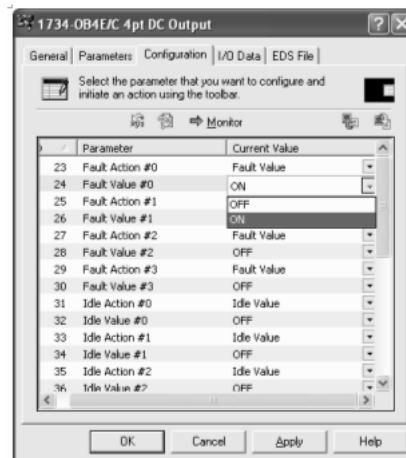 1734-OB4E/C 4pt DC Output
General Parameters Configuration I/O Data EDS File
Select the parameter that you want to configure and
initiate an action using the toolbar.
Monitor
Parameter Current Value
23 Fault Action #0 Fault Value
24 Fault Value #0 ON
25 Fault Action #1 OFF
26 Fault Value #1 ON
27 Fault Action #2 Fault Value
28 Fault Value #2 OFF
29 Fault Action #3 Fault Value
30 Fault Value #3 OFF
31 Idle Action #0 Idle Value
32 Idle Value #0 OFF
33 Idle Action #1 Idle Value
34 Idle Value #1 OFF
35 Idle Action #2 Idle Value
36 Idle Value #2 OFF
OK Cancel Apply Help